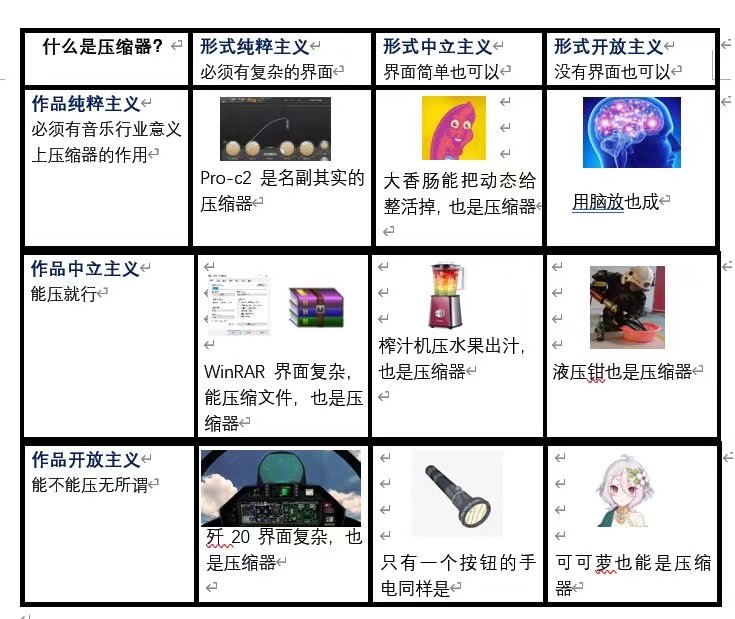 什么是压缩器？
形式纯粹主义
必须有复杂的界面
形式中立主义
界面简单也可以
形式开放主义
没有界面也可以
作品纯粹主义
必须有音乐行业意义
上压缩器的作用
Pro-c2 是名副其实的
压缩器
大香肠能把动态给
整活掉，也是压缩器
用脑放也成
作品中立主义
能压就行
WinRAR 界面复杂，
能压缩文件，也是压
缩器
榨汁机压水果出汁，
也是压缩器
液压钳也是压缩器
作品开放主义
能不能压无所谓
歼 20 界面复杂，也
是压缩器
只有一个按钮的手
电同样是
可可萝也能是压缩
器